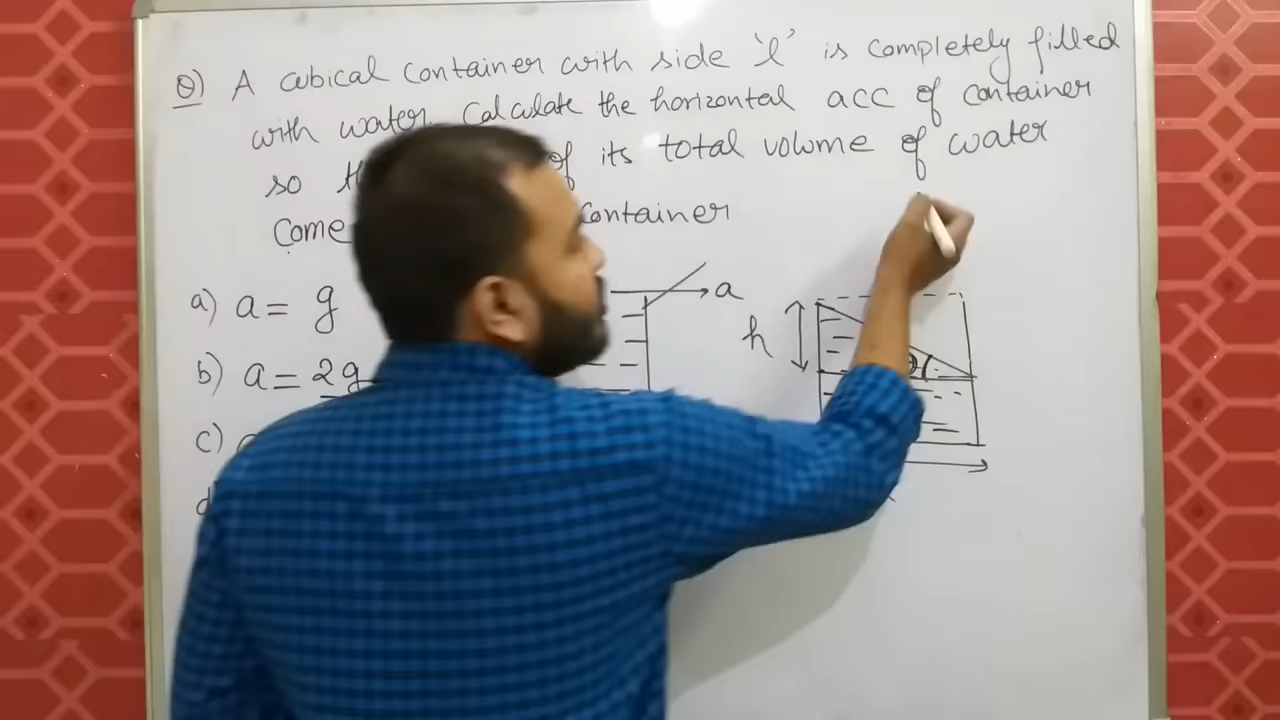 Q) A cubical container with side 'l' is completely filled
with water. Calculate the horizontal acc of container
so of its total volume of water
Come container
a) a = g
b) a = 2g
c)
a
h
θ